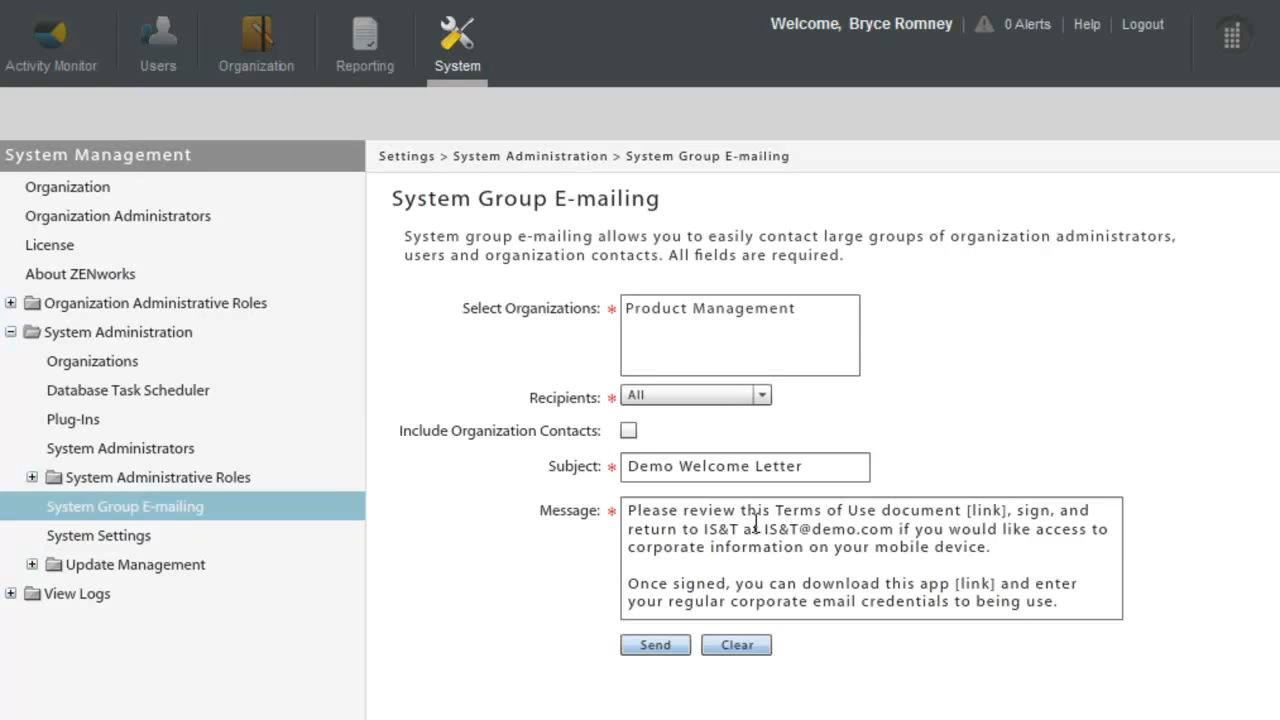 Activity Monitor
Users
Organization
Reporting
System
Welcome, Bryce Romney
0 Alerts
Help
Logout
System Management
Organization
Organization Administrators
License
About ZENworks
Organization Administrative Roles
System Administration
Organizations
Database Task Scheduler
Plug-Ins
System Administrators
System Administrative Roles
System Group E-mailing
System Settings
Update Management
View Logs
Settings > System Administration > System Group E-mailing
System Group E-mailing
System group e-mailing allows you to easily contact large groups of organization administrators,
users and organization contacts. All fields are required.
Select Organizations: * Product Management
Recipients: * All
Include Organization Contacts:
Subject: * Demo Welcome Letter
Message: * Please review this Terms of Use document [link], sign, and
return to IS&T at IS&T@demo.com if you would like access to
corporate information on your mobile device.
Once signed, you can download this app [link] and enter
your regular corporate email credentials to being use.
Send Clear